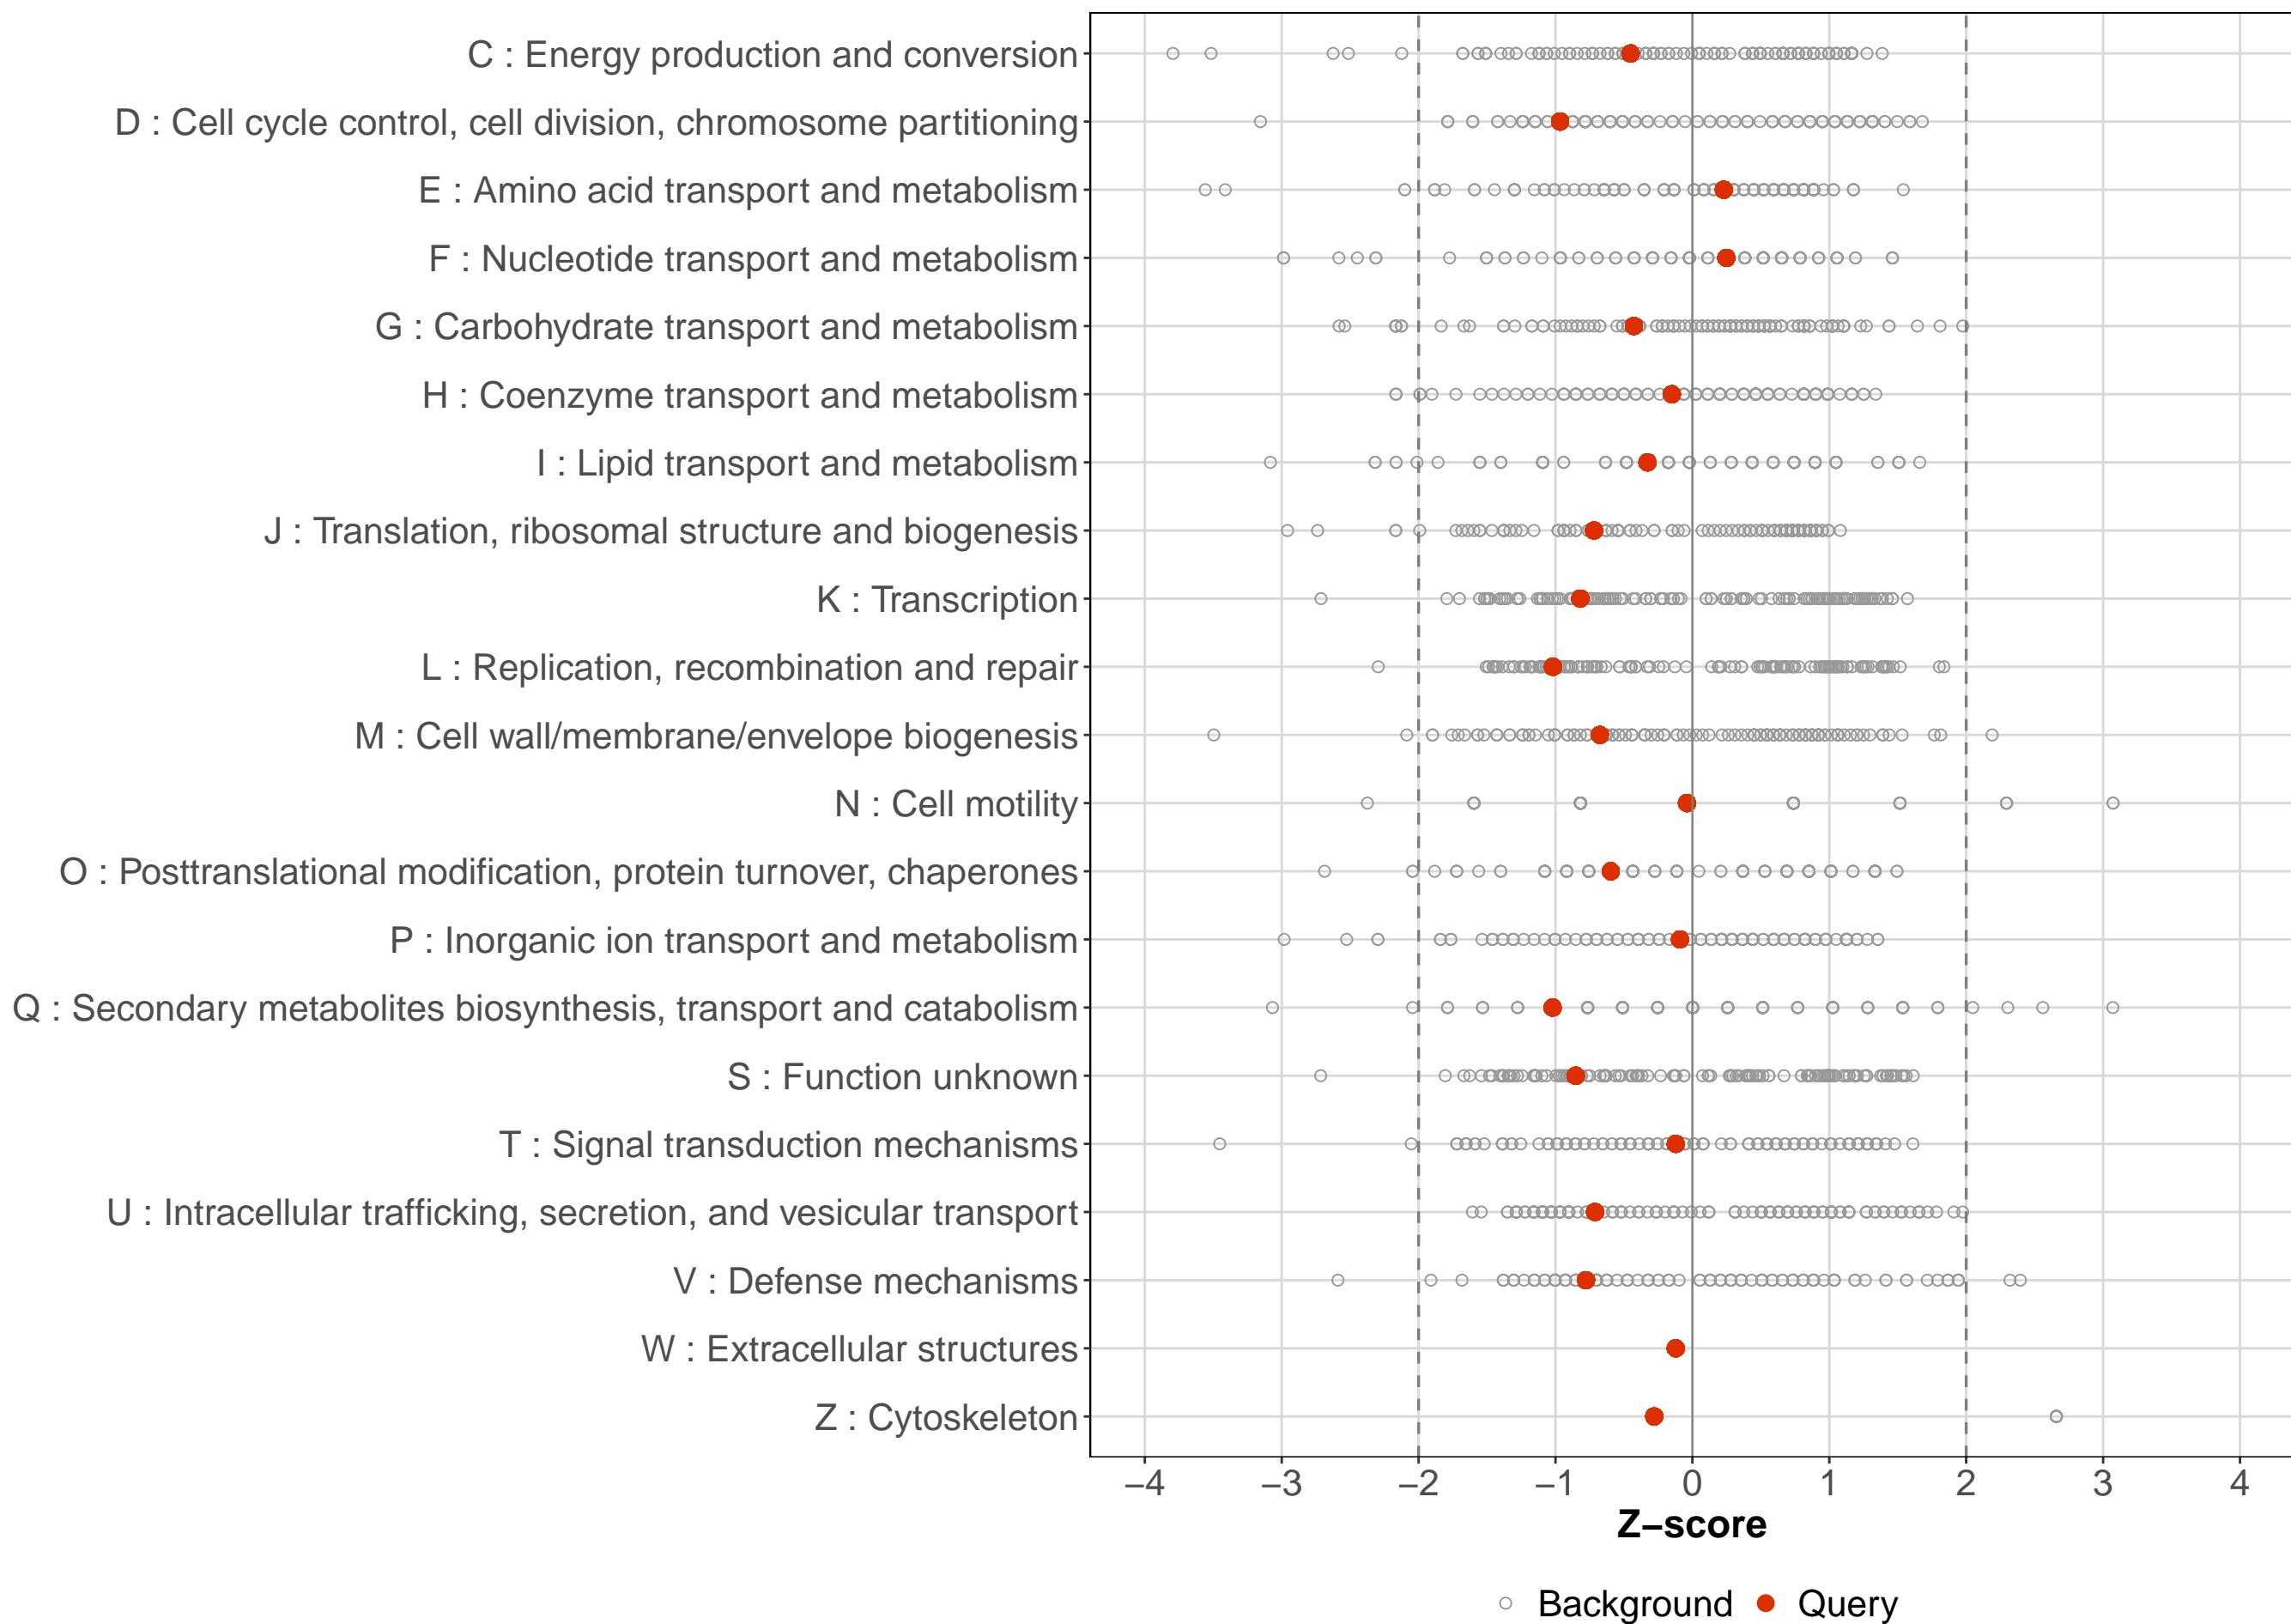 C : Energy production and conversion
D : Cell cycle control, cell division, chromosome partitioning
E : Amino acid transport and metabolism
F : Nucleotide transport and metabolism
G : Carbohydrate transport and metabolism
H : Coenzyme transport and metabolism
I : Lipid transport and metabolism
J : Translation, ribosomal structure and biogenesis
K : Transcription
L : Replication, recombination and repair
M : Cell wall/membrane/envelope biogenesis
N : Cell motility
O : Posttranslational modification, protein turnover, chaperones
P : Inorganic ion transport and metabolism
Q : Secondary metabolites biosynthesis, transport and catabolism
S : Function unknown
T : Signal transduction mechanisms
U : Intracellular trafficking, secretion, and vesicular transport
V : Defense mechanisms
W : Extracellular structures
Z : Cytoskeleton
−4 −3 −2 −1 0 1 2 3 4
Z−score
Background Query